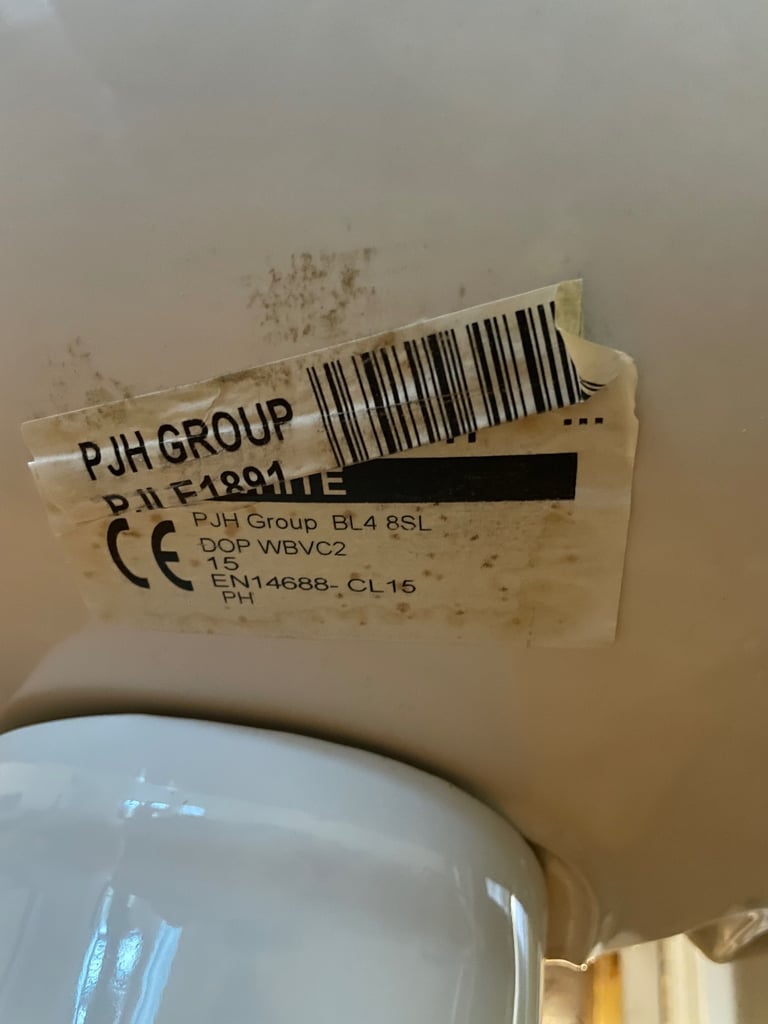 PJH GROUP
PJH Group BL4 8SL
DOP WBVC2
15
EN14688- CL15
PH
CE